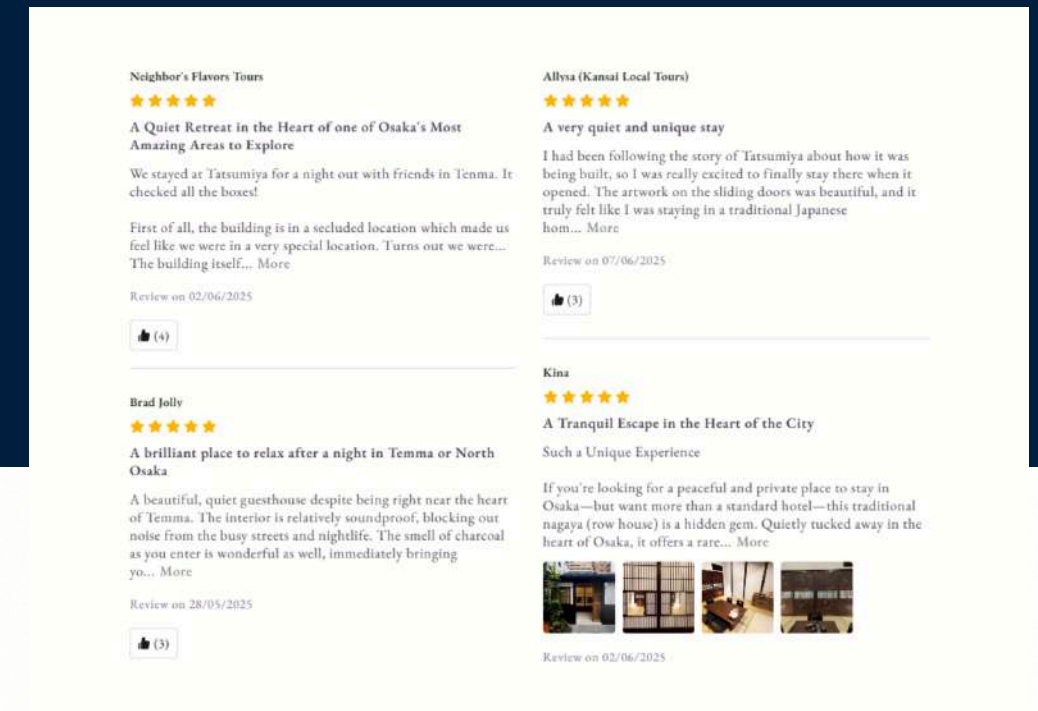 Neighbor's Flavors Tours
A Quiet Retreat in the Heart of one of Osaka's Most
Amazing Areas to Explore
We stayed at Tatsumiya for a night out with friends in Tenma. It
checked all the boxes!
First of all, the building is in a secluded location which made us
feel like we were in a very special location. Turns out we were...
The building itself... More
Review on 02/06/2025
(4)
Brad Jolly
A brilliant place to relax after a night in Temma or North
Osaka
A beautiful, quiet guesthouse despite being right near the heart
of Temma. The interior is relatively soundproof, blocking out
noise from the busy streets and nightlife. The smell of charcoal
as you enter is wonderful as well, immediately bringing
yo... More
Review on 28/05/2025
(3)
Allysa (Kansai Local Tours)
A very quiet and unique stay
I had been following the story of Tatsumiya about how it was
being built, so I was really excited to finally stay there when it
opened. The artwork on the sliding doors was beautiful, and it
truly felt like I was staying in a traditional Japanese
hom... More
Review on 07/06/2025
(3)
Kina
A Tranquil Escape in the Heart of the City
Such a Unique Experience
If you're looking for a peaceful and private place to stay in
Osaka—but want more than a standard hotel—this traditional
nagaya (row house) is a hidden gem. Quietly tucked away in the
heart of Osaka, it offers a rare... More
Review on 02/06/2025